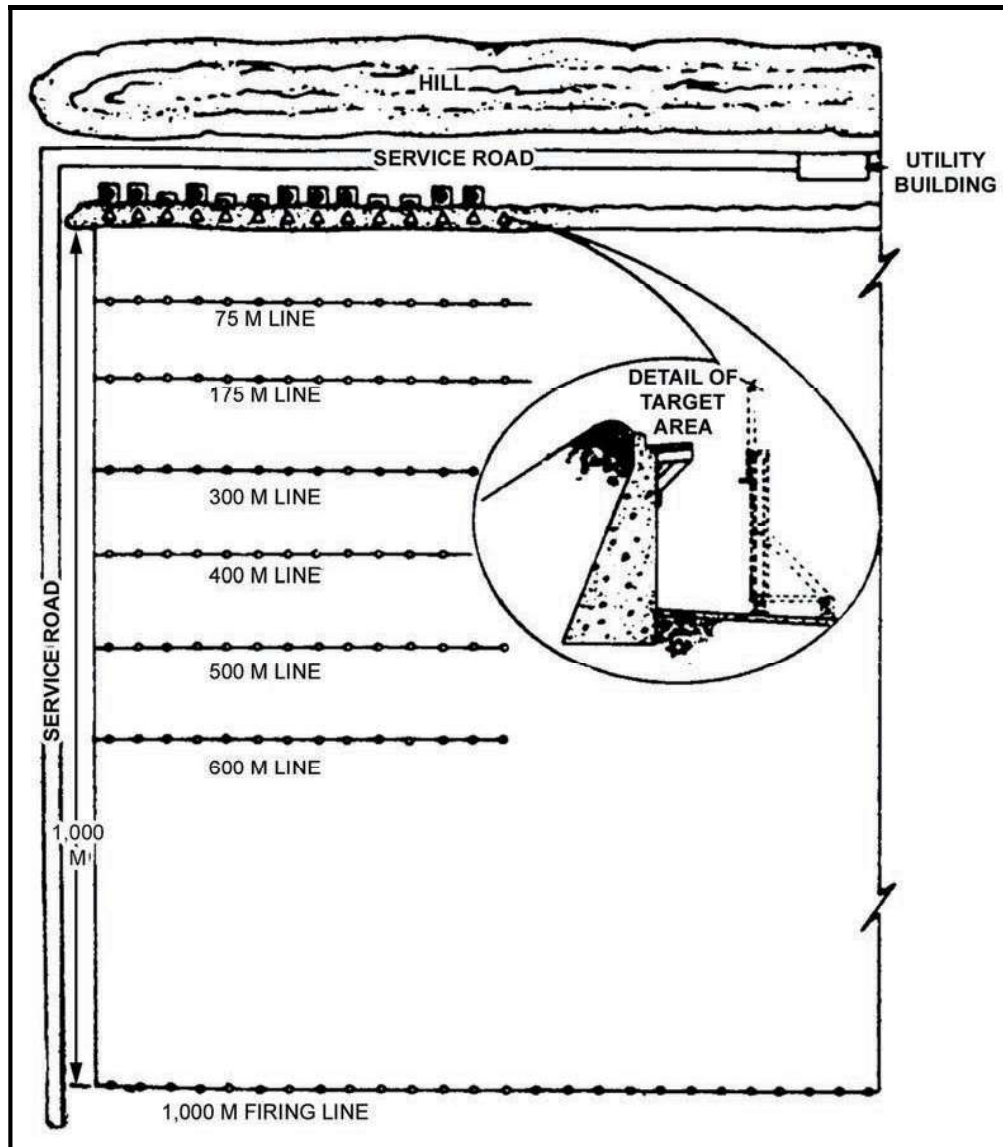 HILL
SERVICE ROAD
UTILITY
BUILDING
75 M LINE
175 M LINE
DETAIL OF
TARGET
AREA
300 M LINE
400 M LINE
500 M LINE
SERVICE ROAD
600 M LINE
1,000
M
1,000 M FIRING LINE